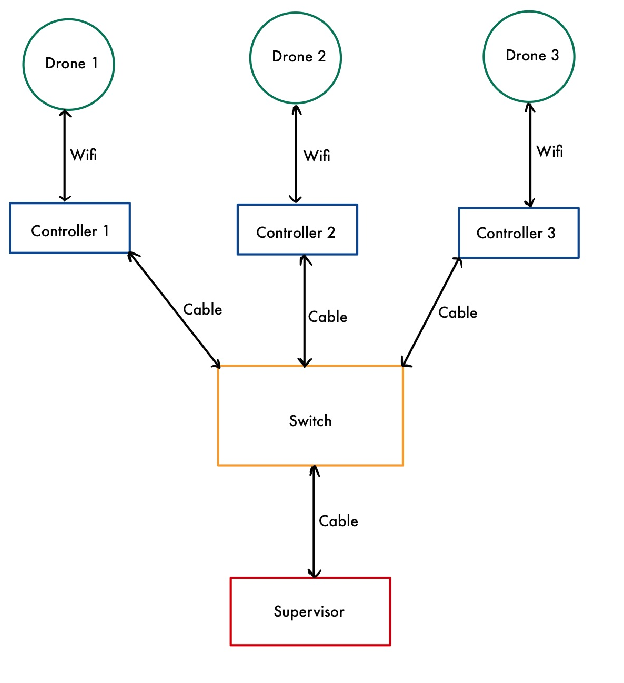 Drone 1
Drone 2
Drone 3
Wifi
Wifi
Wifi
Controller 1
Controller 2
Controller 3
Cable
Cable
Cable
Switch
Cable
Supervisor